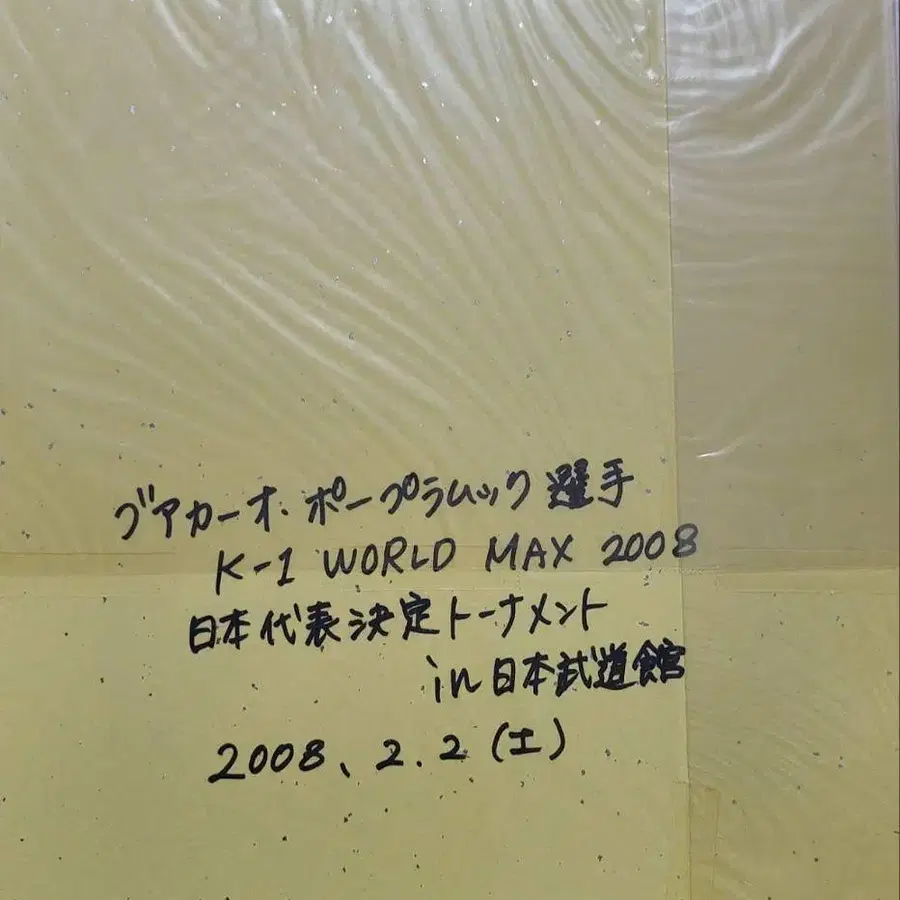 ブアカーオ・ポープラムック 選手
K-1 WORLD MAX 2008
日本代表決定トーナメント
in 日本武道館
2008、2.2 (土)